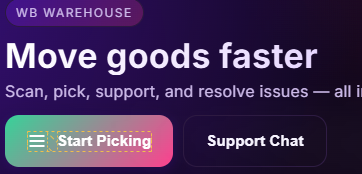 WB WAREHOUSE
Move goods faster
Scan, pick, support, and resolve issues — all
Start Picking
Support Chat